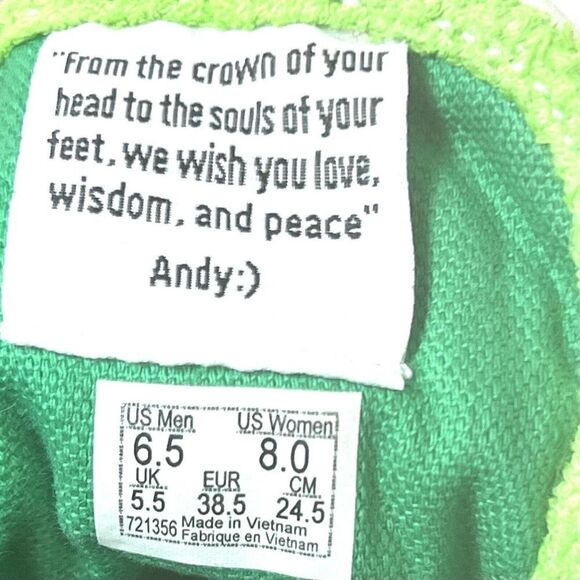 "From the crown of your
head to the souls of your
feet, we wish you love,
wisdom, and peace"
Andy:)
US Men US Women
6.5 8.0
UK EUR CM
5.5 38.5 24.5
721356 Made in Vietnam
Fabrique en Vietnam